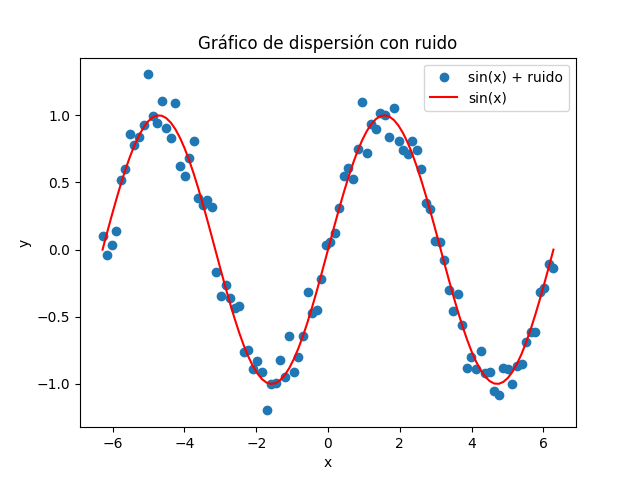 Gráfico de dispersión con ruido
sin(x) + ruido
sin(x)
1.0
0.5
0.0
−0.5
−1.0
y
−6
−4
−2
0
2
4
6
x